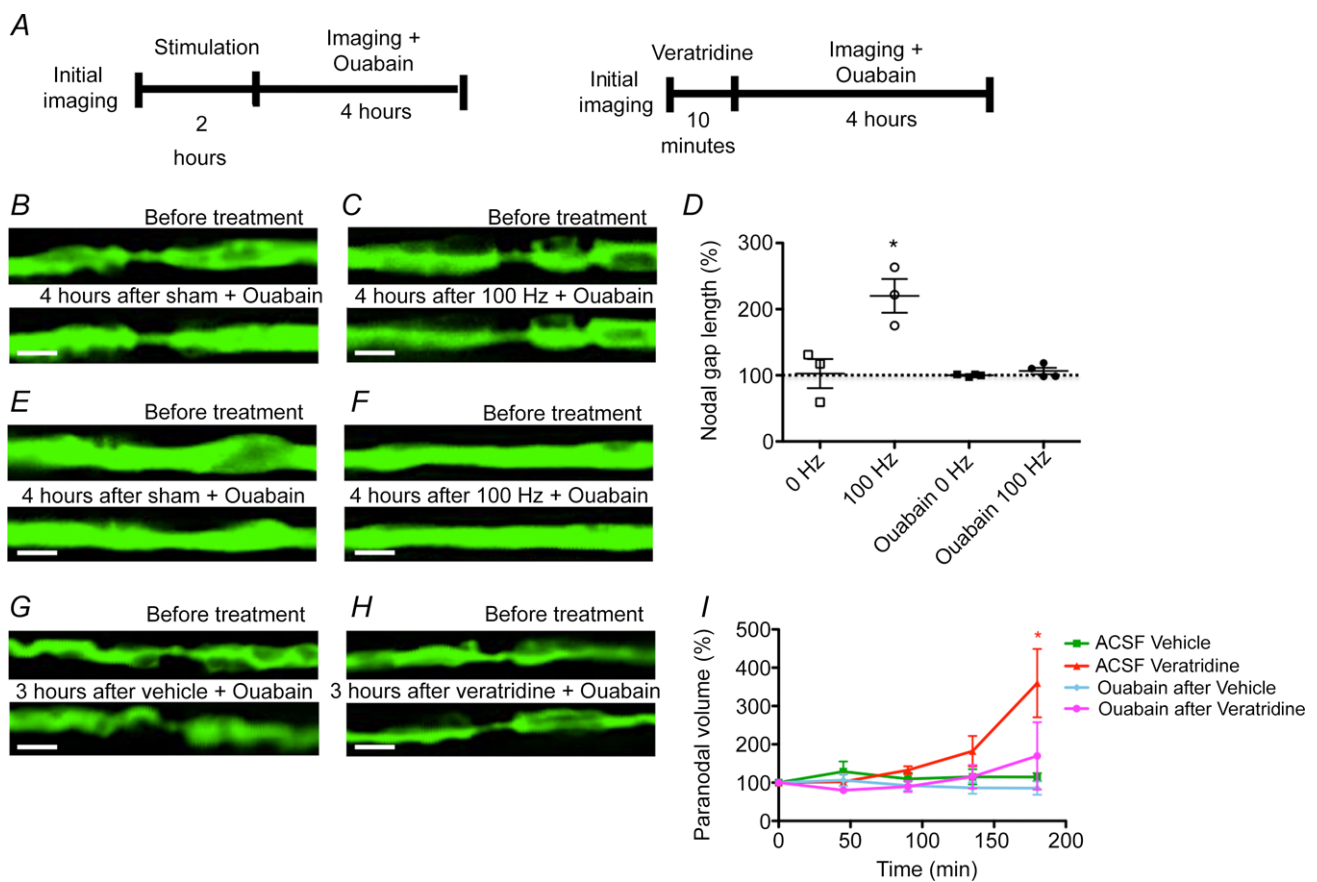 A
Initial
imaging
Stimulation
Imaging +
Ouabain
2
hours
4 hours
Initial
imaging
Veratridine
Imaging +
Ouabain
10
minutes
4 hours
B
Before treatment
4 hours after sham + Ouabain
C
Before treatment
4 hours after 100 Hz + Ouabain
D
Nodal gap length (%)
300
200
100
0
*
0 Hz
100 Hz
Ouabain 0 Hz
Ouabain 100 Hz
E
Before treatment
4 hours after sham + Ouabain
F
Before treatment
4 hours after 100 Hz + Ouabain
G
Before treatment
3 hours after vehicle + Ouabain
H
Before treatment
3 hours after veratridine + Ouabain
I
Paranodal volume (%)
500
400
300
200
100
0
*
0
50
100
150
200
Time (min)
ACSF Vehicle
ACSF Veratridine
Ouabain after Vehicle
Ouabain after Veratridine